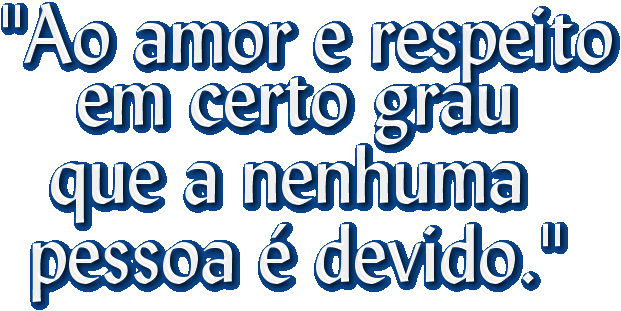 "Ao amor e respeito
em certo grau
que a nenhuma
pessoa é devido."